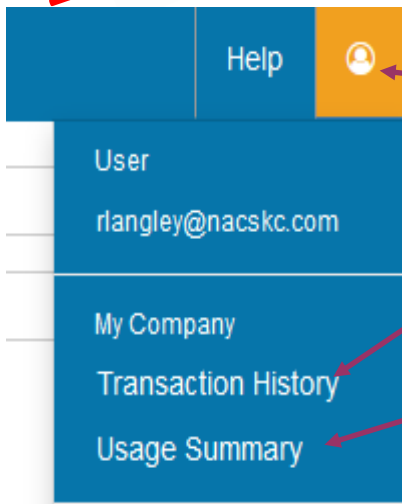 Help
User
rlangley@nacskc.com
My Company
Transaction History
Usage Summary